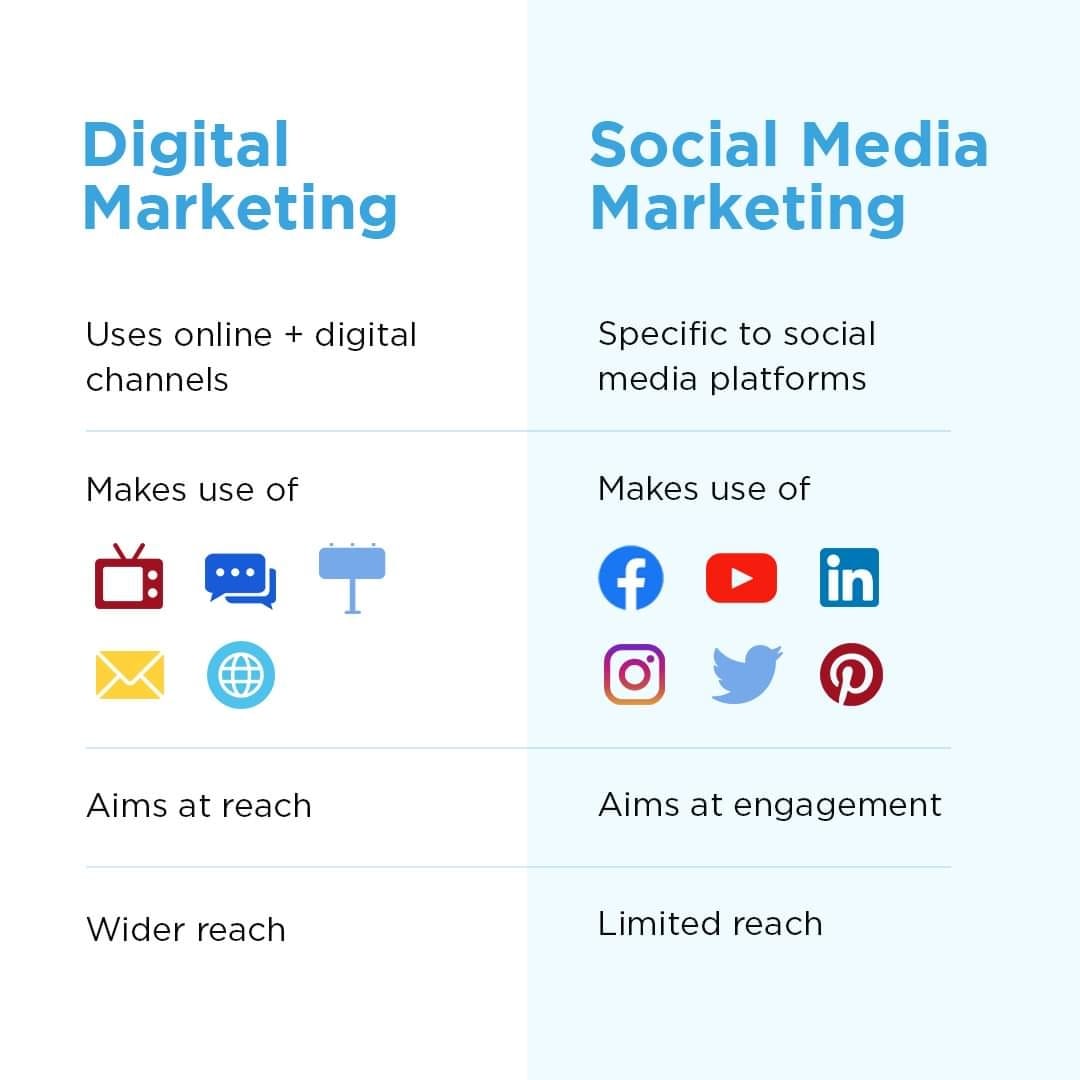 Digital
Marketing
Social Media
Marketing
Uses online + digital
channels
Specific to social
media platforms
Makes use of
Makes use of
in
Aims at reach
Aims at engagement
Wider reach
Limited reach